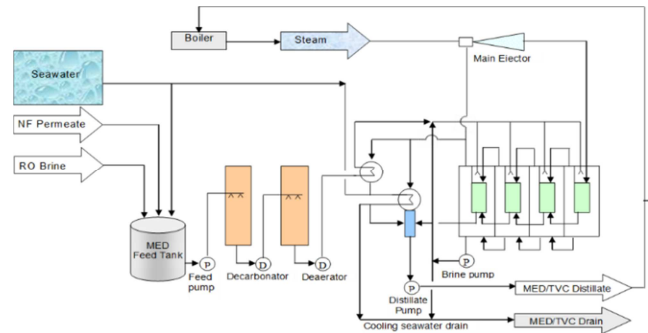 Boiler
Steam
Main Ejector
Seawater
NF Permeate
RO Brine
MED
Feed Tank
P
Feed
pump
D
Decarbonator
D
Deaerator
P
Brine pump
P
Distillate
Pump
MED/TVC Distillate
Cooling seawater drain
MED/TVC Drain